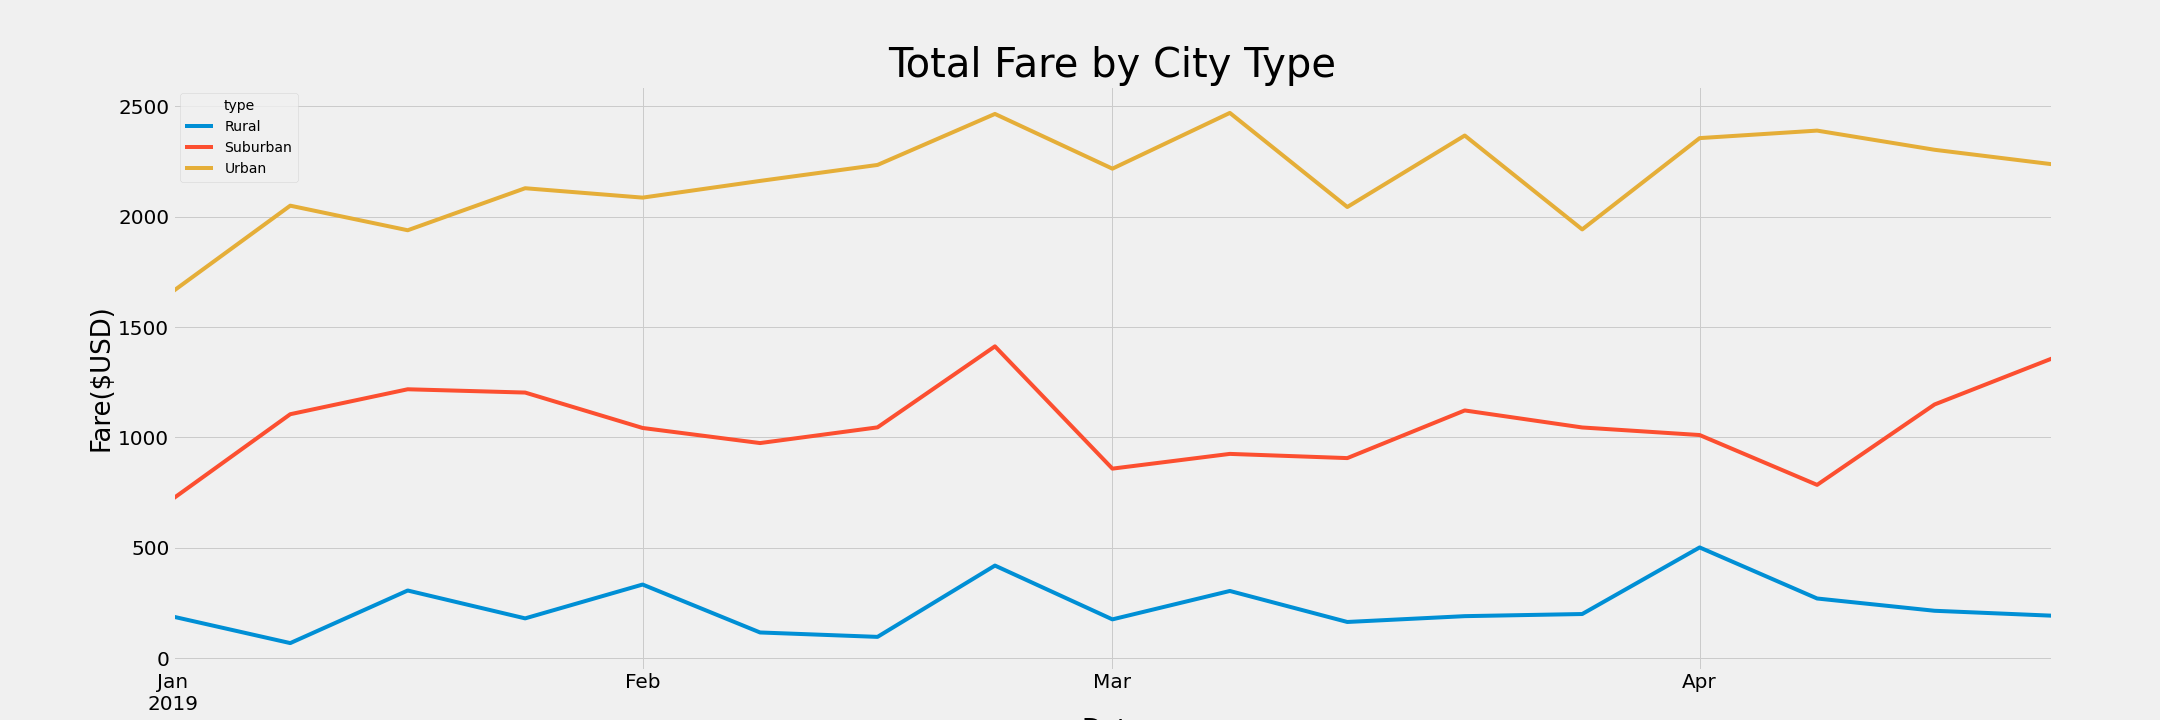 Total Fare by City Type
type
Rural
Suburban
Urban
Fare($USD)
2500
2000
1500
1000
500
0
Jan
2019
Feb
Mar
Apr